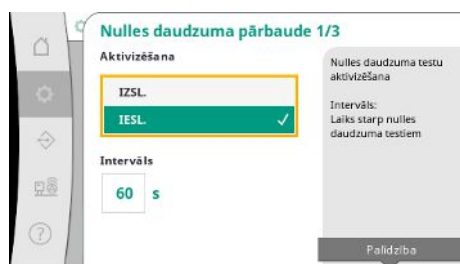 Nulles daudzuma pārbaude 1/3
Aktivizēšana
IZSL.
IESL.
Intervāls
60 s
Nulles daudzuma testu
aktivizēšana
Intervāls:
Laiks starp nulles
daudzuma testiem
Palīdzība